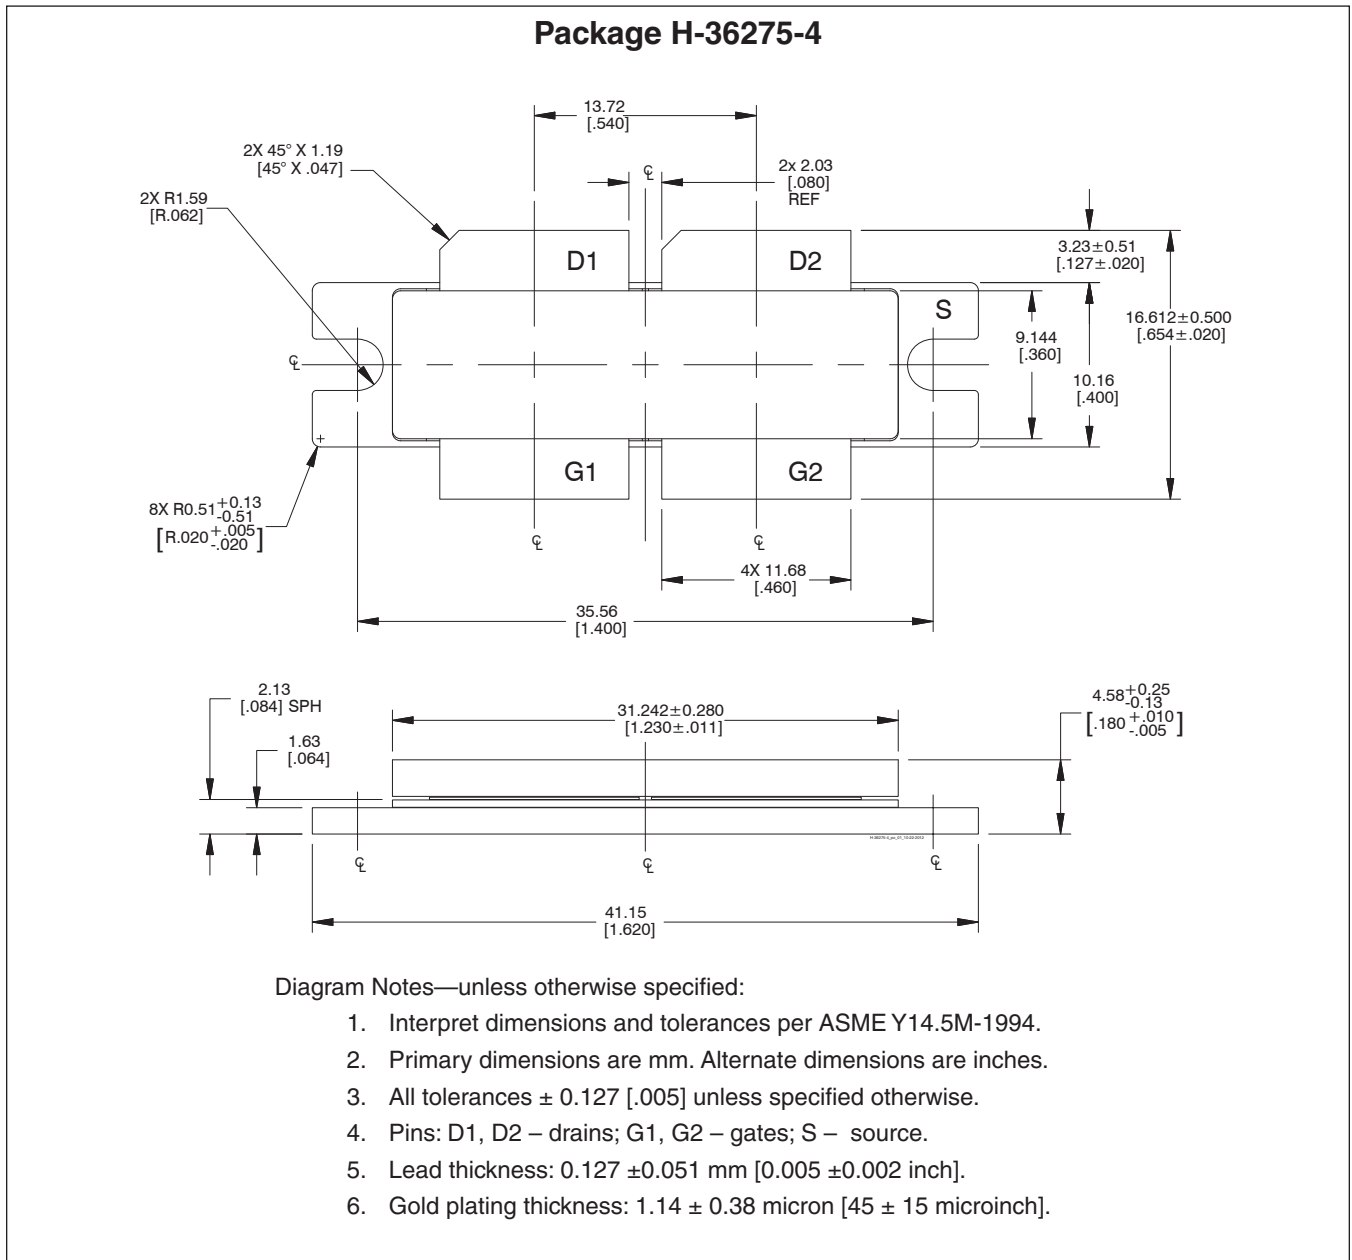 Package H-36275-4
13.72
[.540]
2X 45° X 1.19
[45° X .047]
2x 2.03
[.080]
REF
℄
2X R1.59
[R.062]
D1
D2
3.23±0.51
[.127±.020]
S
16.612±0.500
[.654±.020]
9.144
[.360]
℄
10.16
[.400]
G1
G2
8X R0.51+0.13
-0.51
[R.020+.005
-.020]
℄
℄
4X 11.68
[.460]
35.56
[1.400]
2.13
[.084] SPH
4.58+0.25
-0.13
[.180+.010
-.005]
31.242±0.280
[1.230±.011]
1.63
[.064]
℄
℄
℄
41.15
[1.620]
Diagram Notes—unless otherwise specified:
1. Interpret dimensions and tolerances per ASME Y14.5M-1994.
2. Primary dimensions are mm. Alternate dimensions are inches.
3. All tolerances ± 0.127 [.005] unless specified otherwise.
4. Pins: D1, D2 – drains; G1, G2 – gates; S – source.
5. Lead thickness: 0.127 ±0.051 mm [0.005 ±0.002 inch].
6. Gold plating thickness: 1.14 ± 0.38 micron [45 ± 15 microinch].